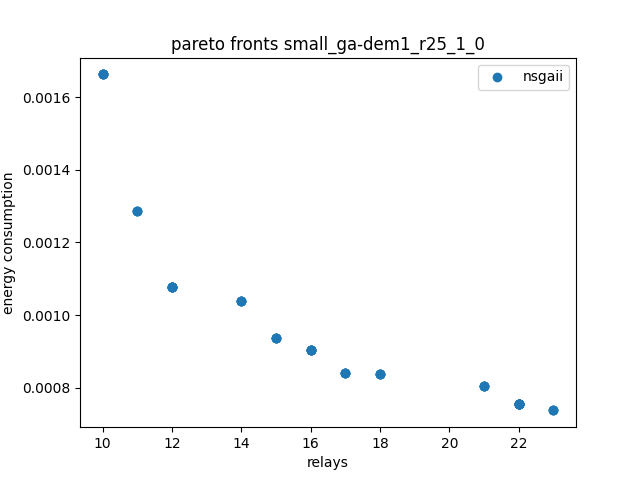 pareto fronts small_ga-dem1_r25_1_0
nsgaii
energy consumption
0.0016
0.0014
0.0012
0.0010
0.0008
10 12 14 16 18 20 22
relays